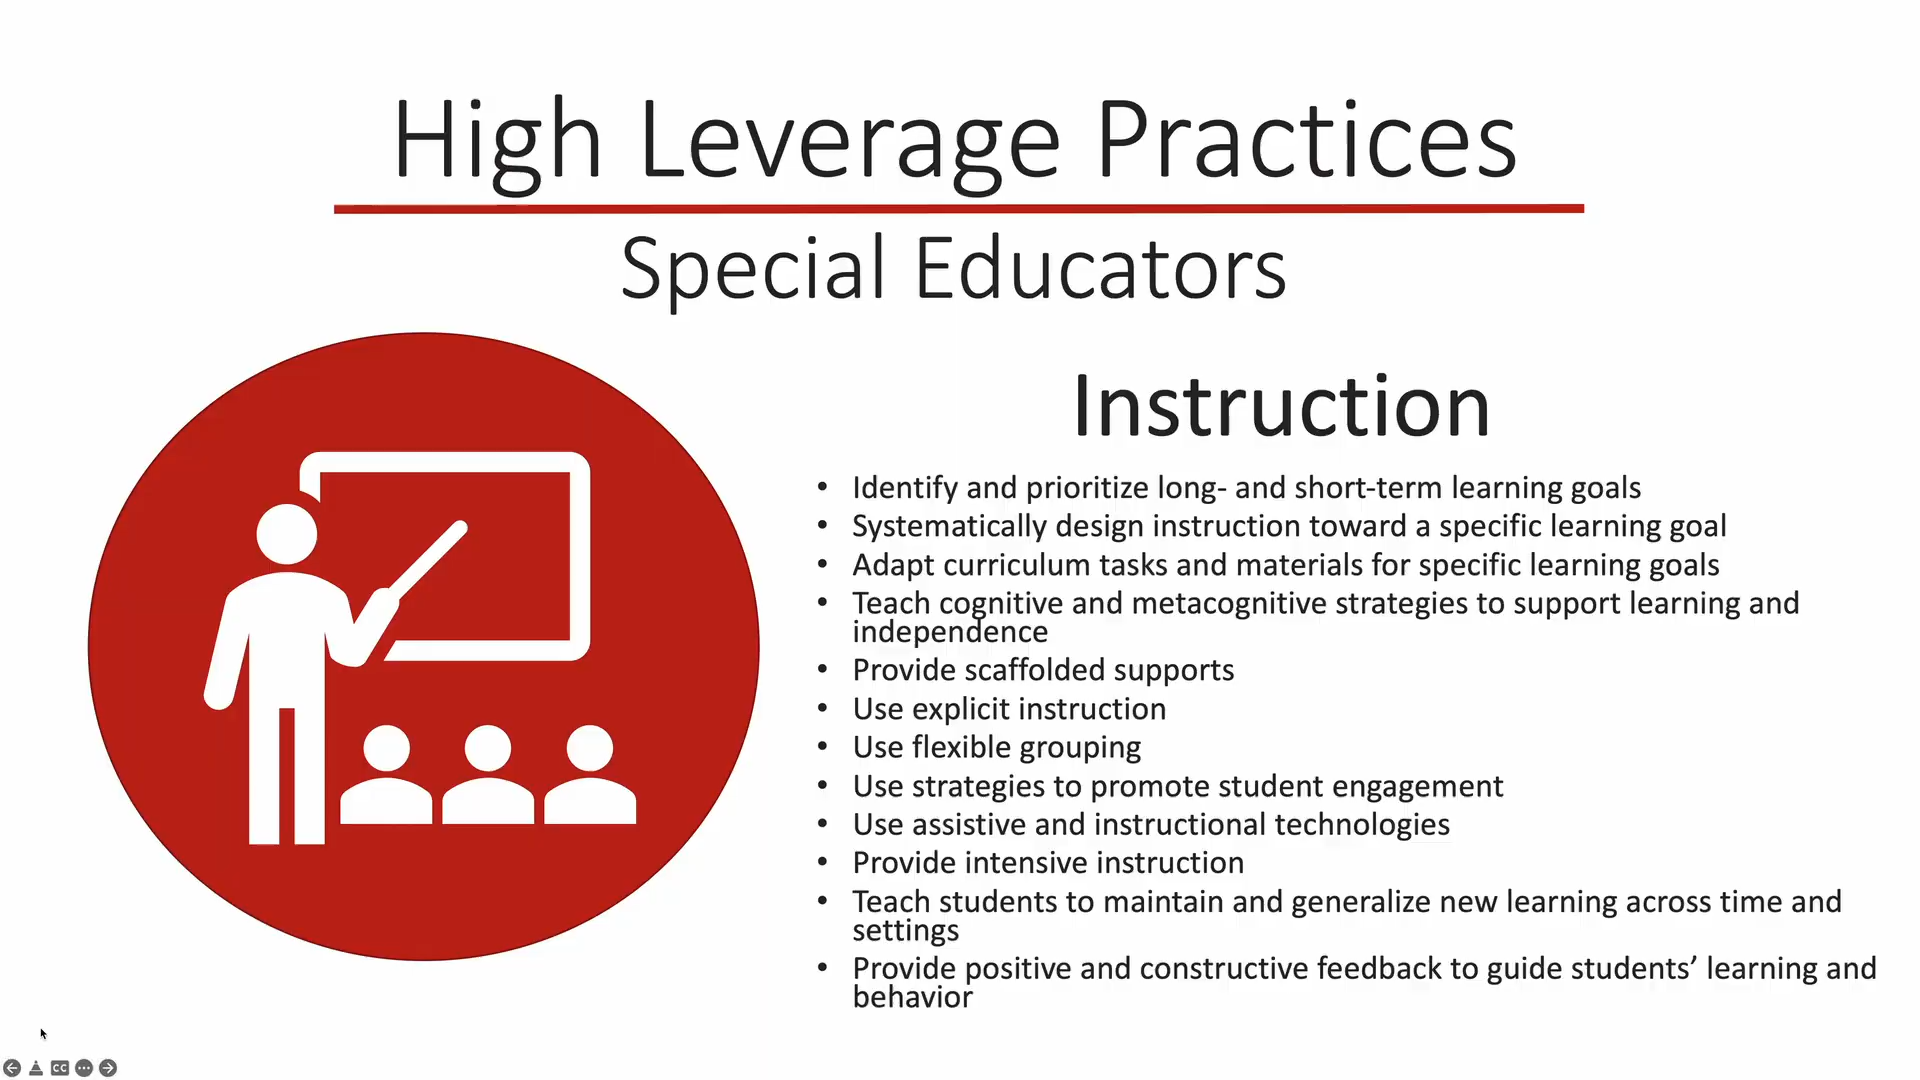 High Leverage Practices
Special Educators
Instruction
• Identify and prioritize long- and short-term learning goals
• Systematically design instruction toward a specific learning goal
• Adapt curriculum tasks and materials for specific learning goals
• Teach cognitive and metacognitive strategies to support learning and
independence
• Provide scaffolded supports
• Use explicit instruction
• Use flexible grouping
• Use strategies to promote student engagement
• Use assistive and instructional technologies
• Provide intensive instruction
• Teach students to maintain and generalize new learning across time and
settings
• Provide positive and constructive feedback to guide students’ learning and
behavior
CC